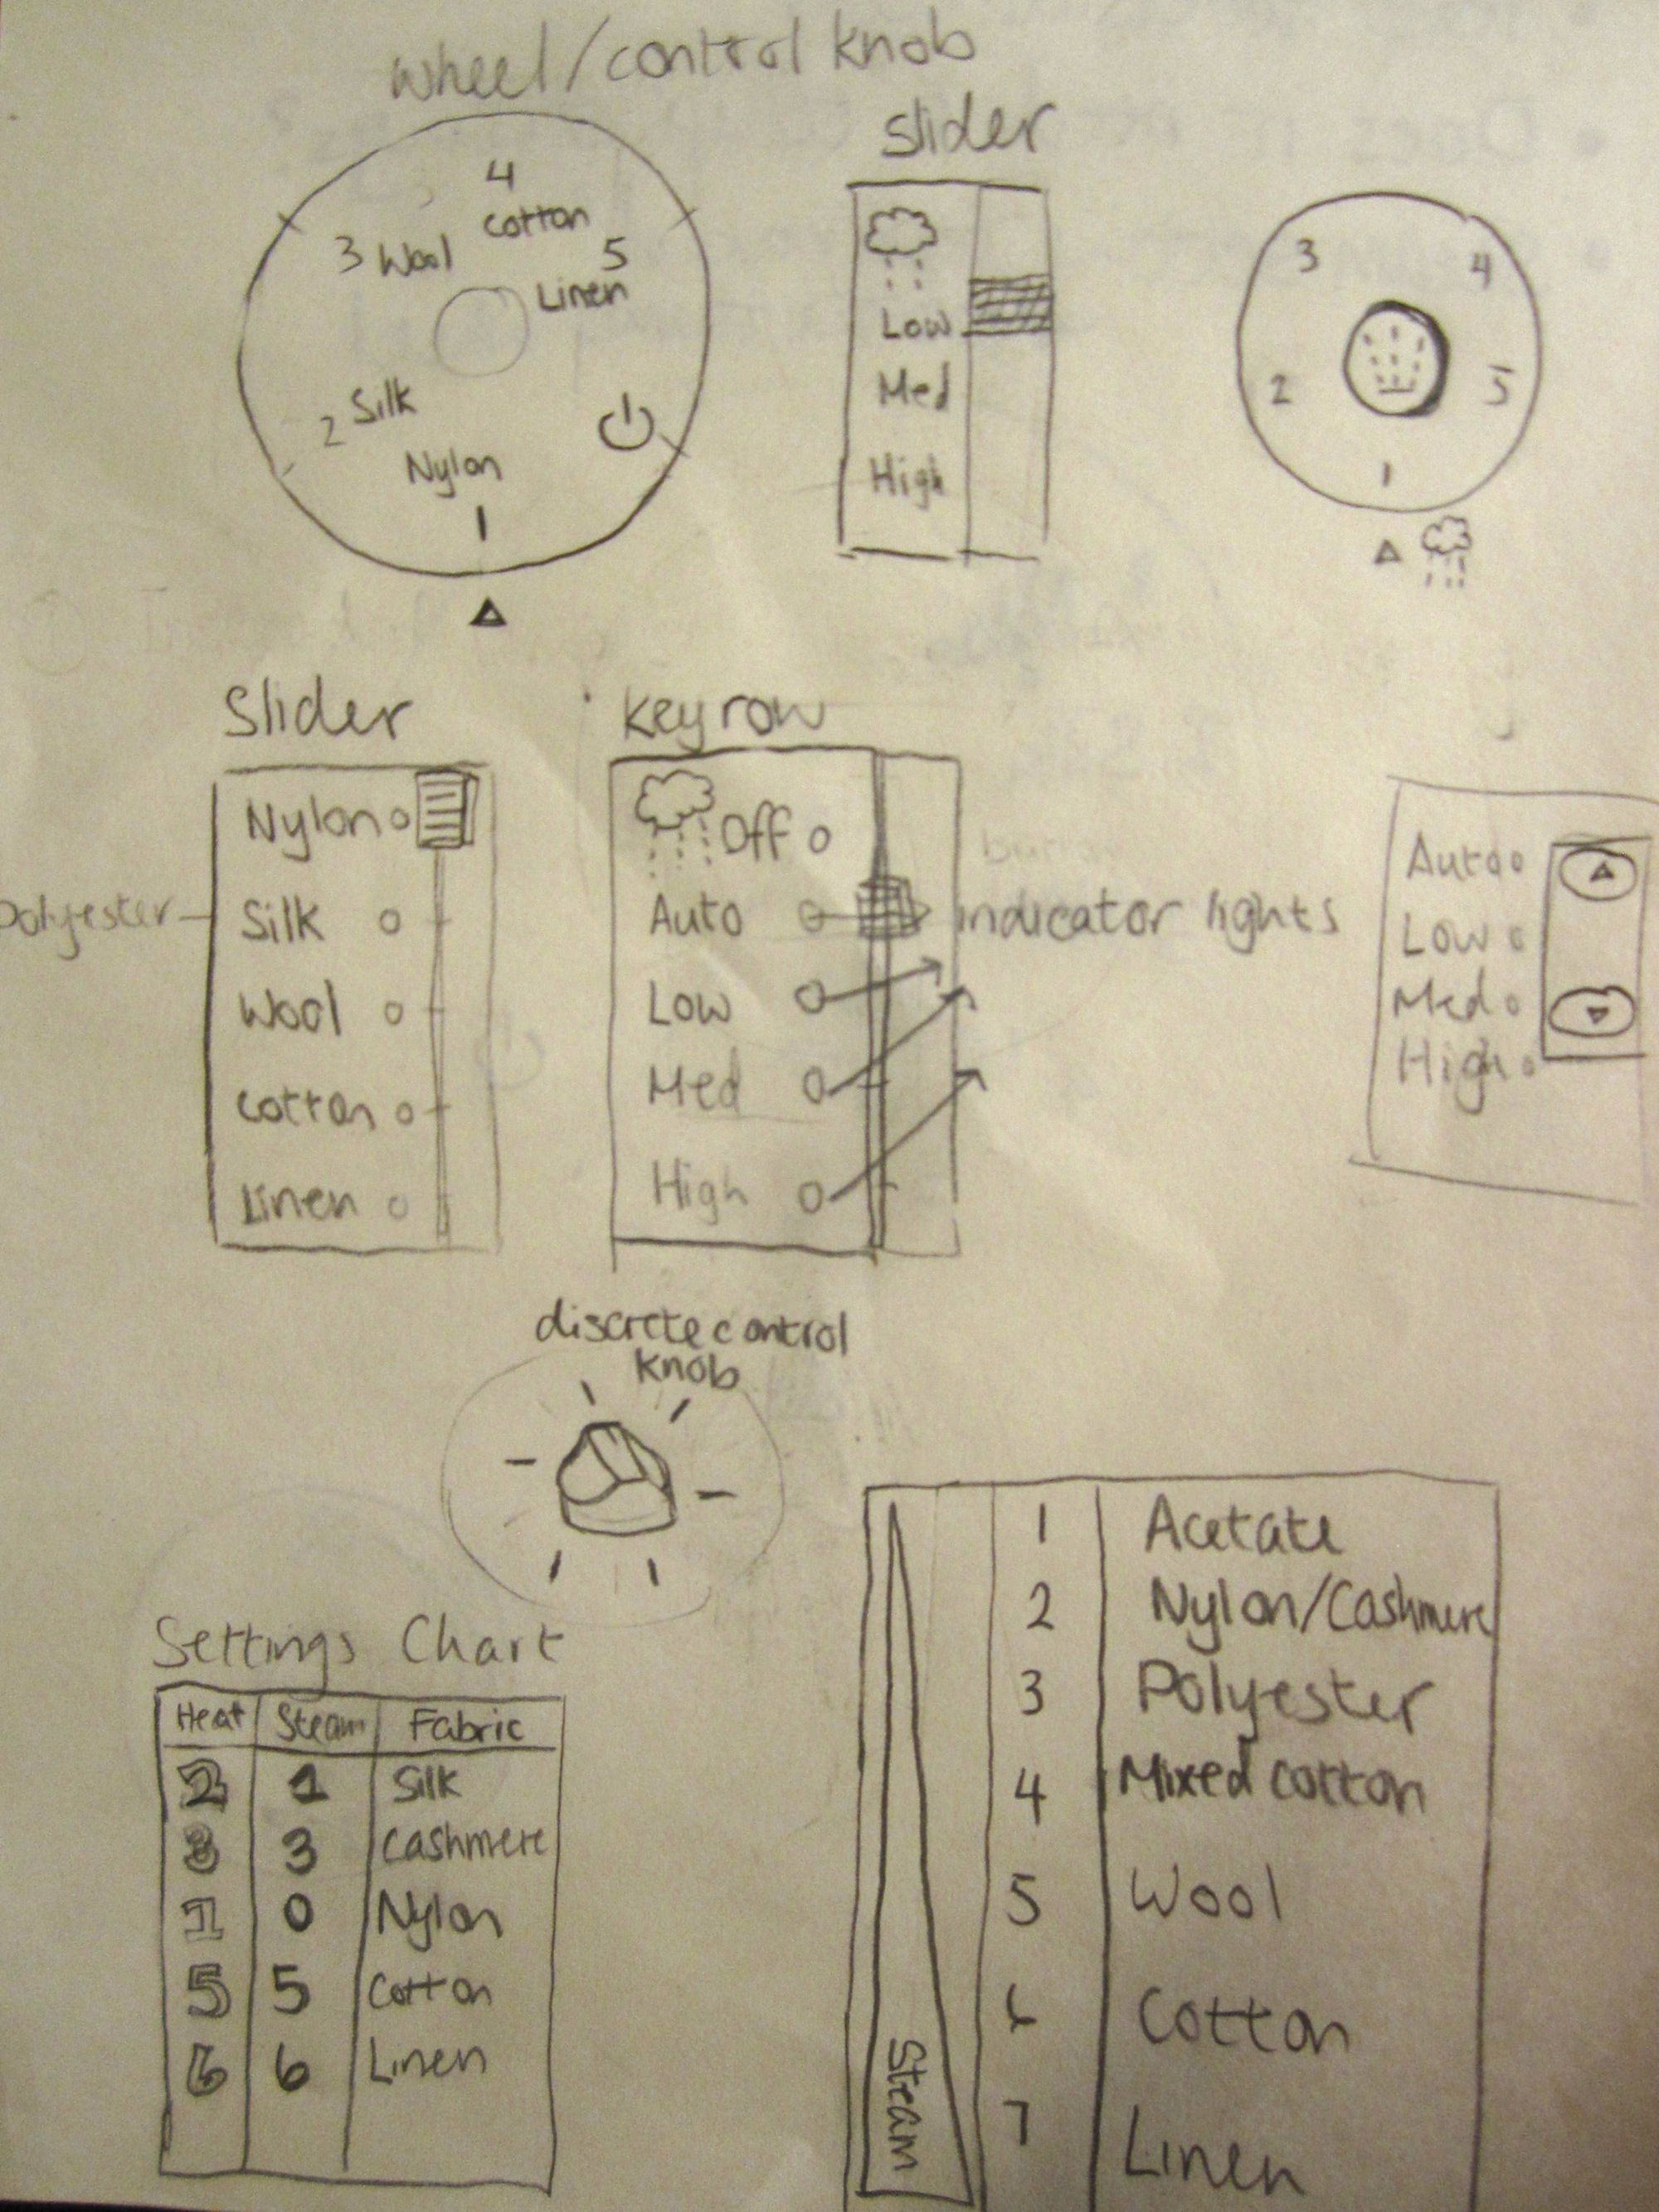 wheel/control knob
slider
4
cotton
3 Wool
5
Linen
2 Silk
Nylon
1
Low
Med
High
3
4
2
5
1
Slider
Nylon
Polyester
Silk
Wool
Cotton
Linen
key row
Off
Auto
indicator lights
Low
Med
High
Auto
Low
Med
High
discrete control
knob
Settings Chart
Heat Steam Fabric
2 1 Silk
3 3 Cashmere
1 0 Nylon
5 5 Cotton
6 6 Linen
Steam
1 Acetate
2 Nylon/Cashmere
3 Polyester
4 Mixed cotton
5 Wool
6 Cotton
7 Linen